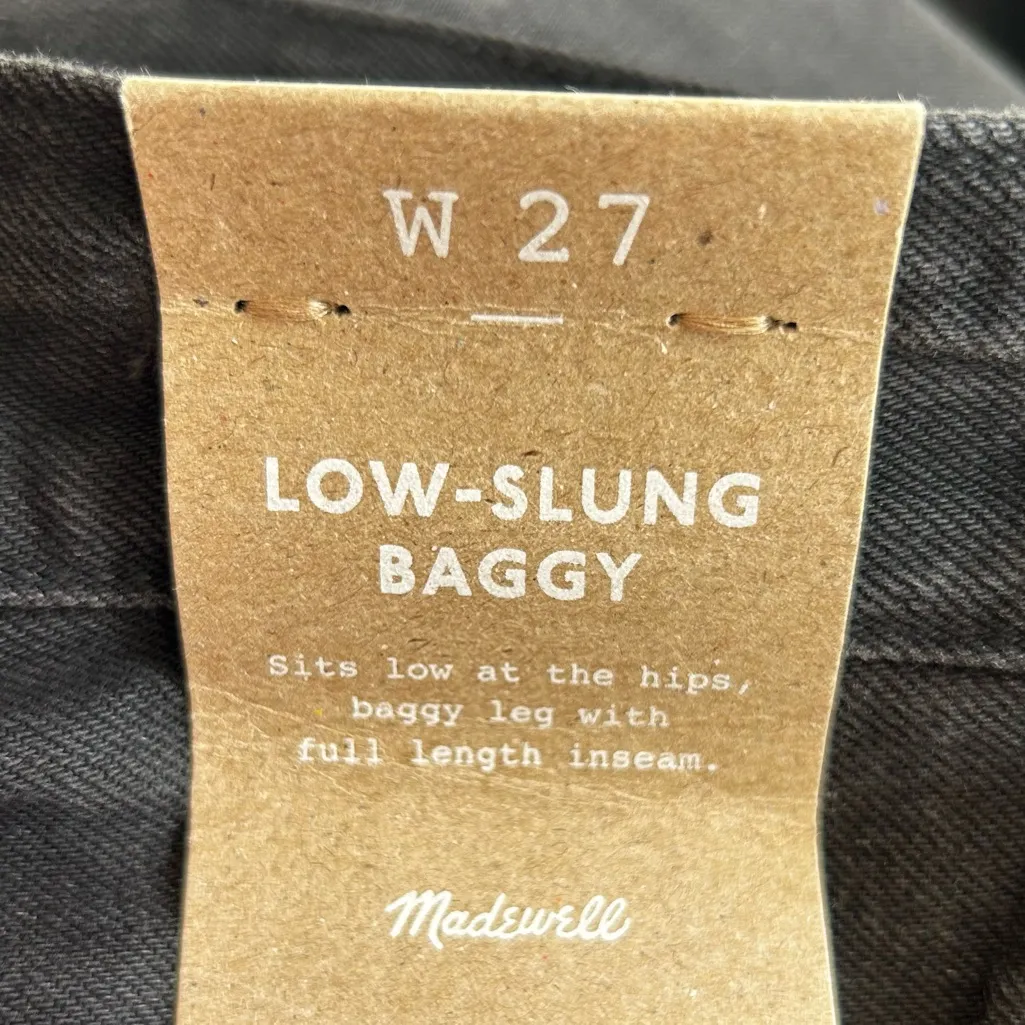 W 27
LOW-SLUNG
BAGGY
Sits low at the hips,
baggy leg with
full length inseam.
Madewell